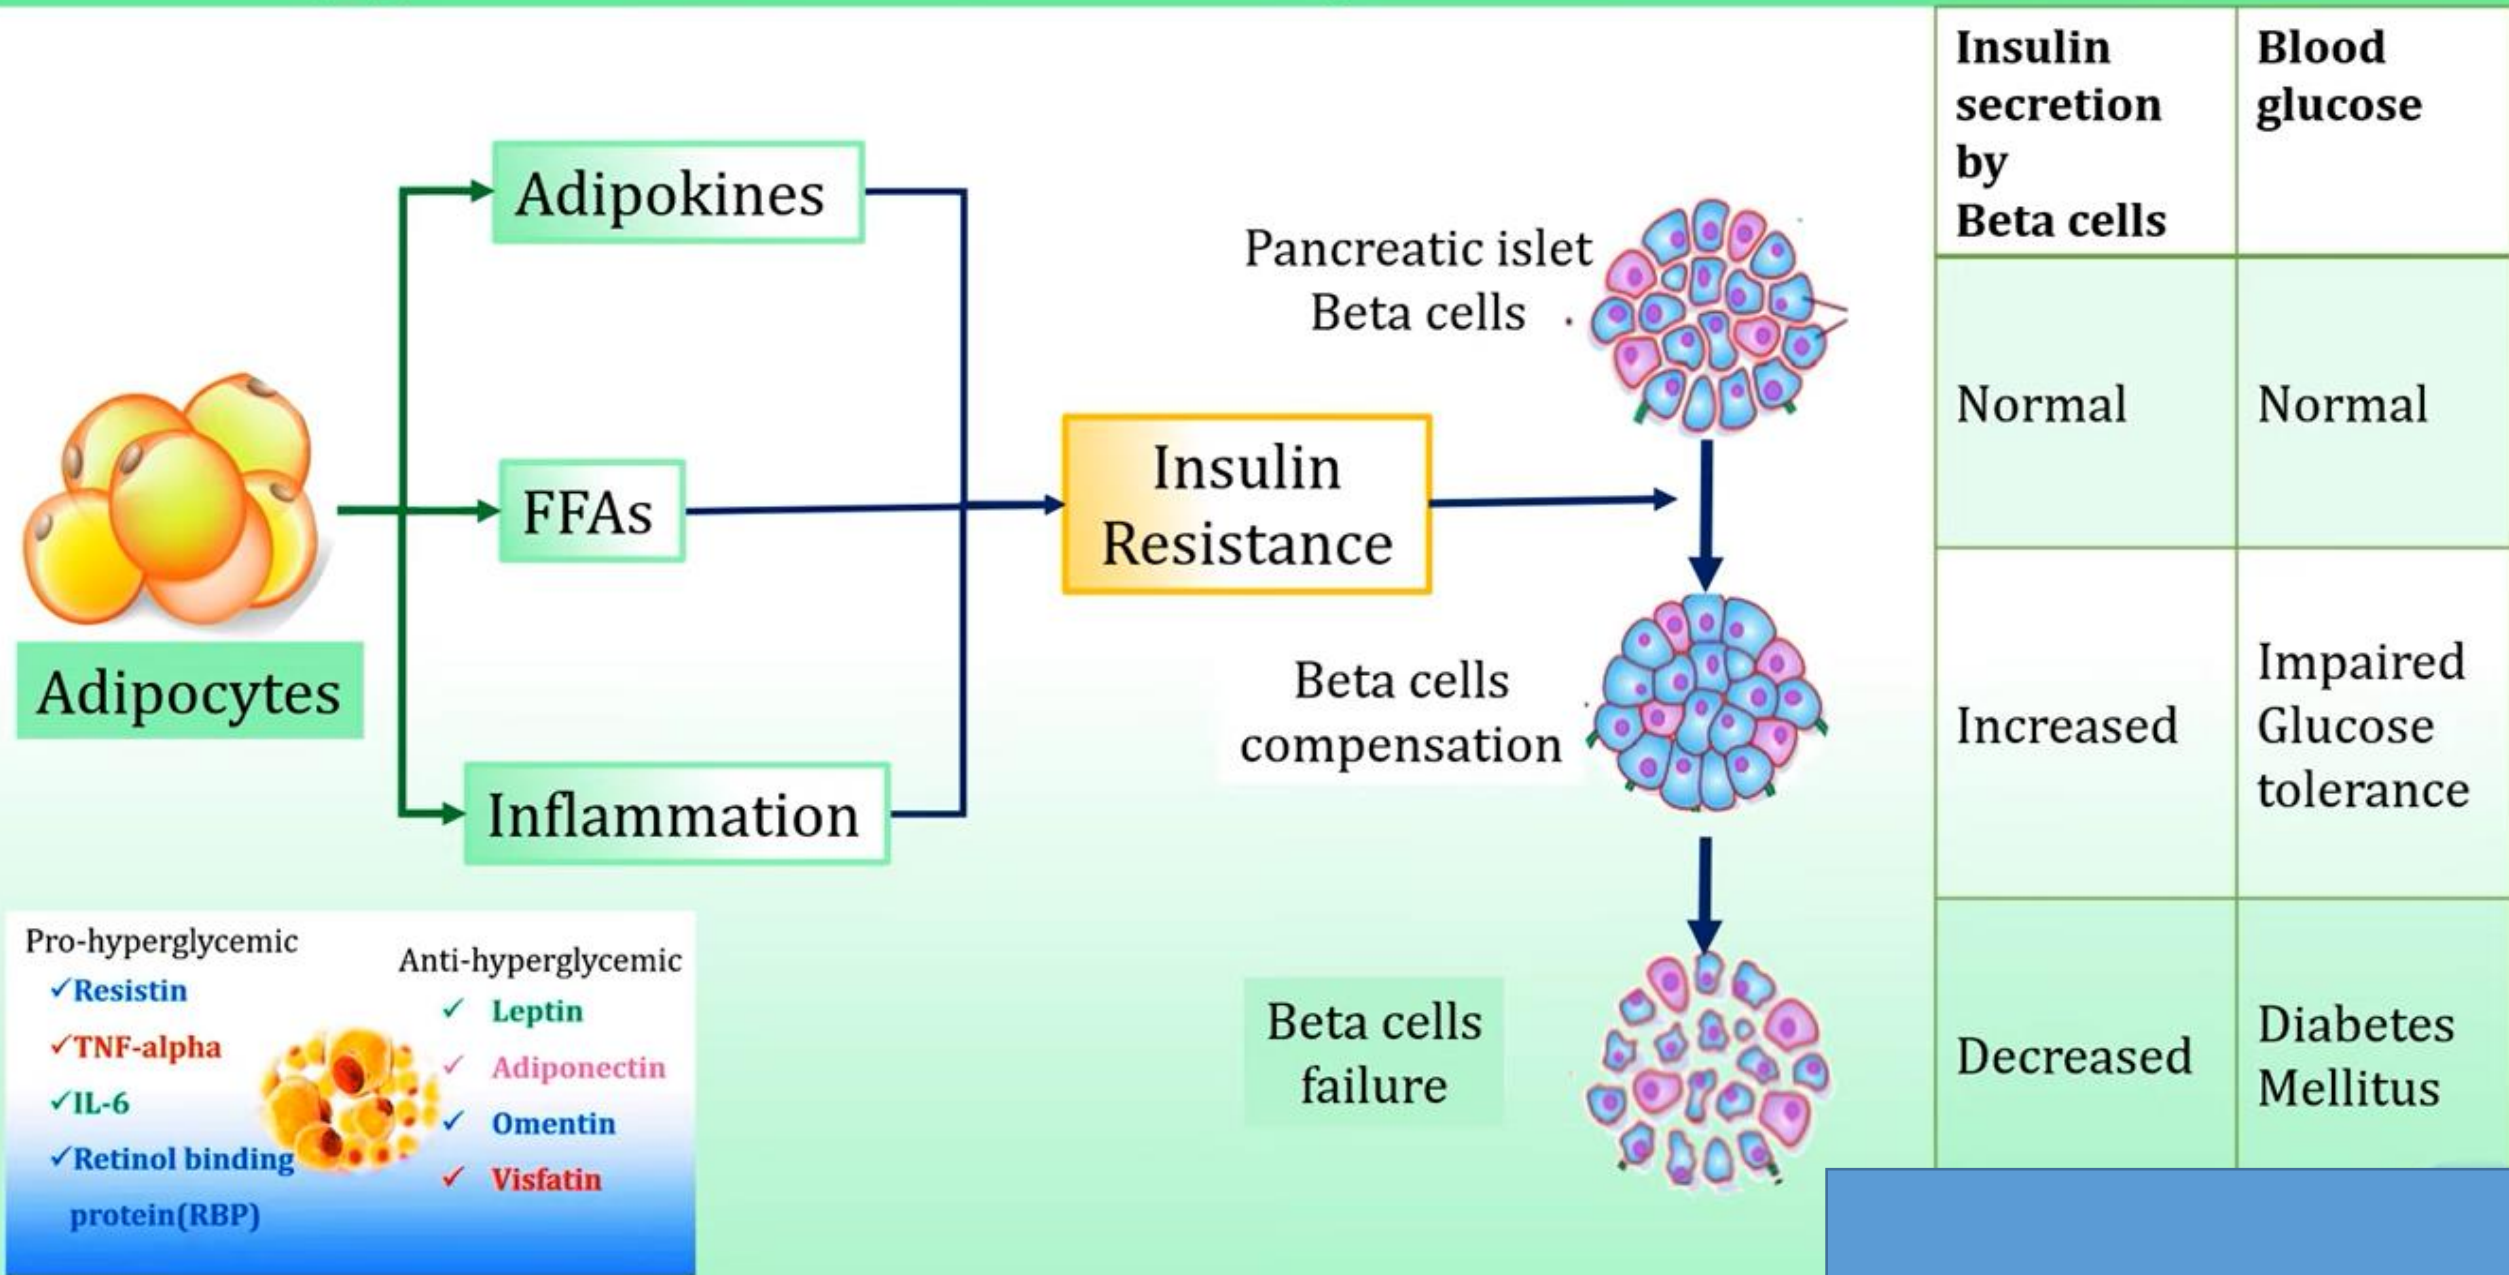 Adipokines
FFAs
Inflammation
Adipocytes
Insulin
Resistance
Pancreatic islet
Beta cells
Beta cells
compensation
Beta cells
failure
Insulin
secretion
by
Beta cells
Blood
glucose
Normal
Normal
Increased
Impaired
Glucose
tolerance
Decreased
Diabetes
Mellitus
Pro-hyperglycemic
✓Resistin
✓TNF-alpha
✓IL-6
✓Retinol binding
protein(RBP)
Anti-hyperglycemic
✓ Leptin
✓ Adiponectin
✓ Omentin
✓ Visfatin